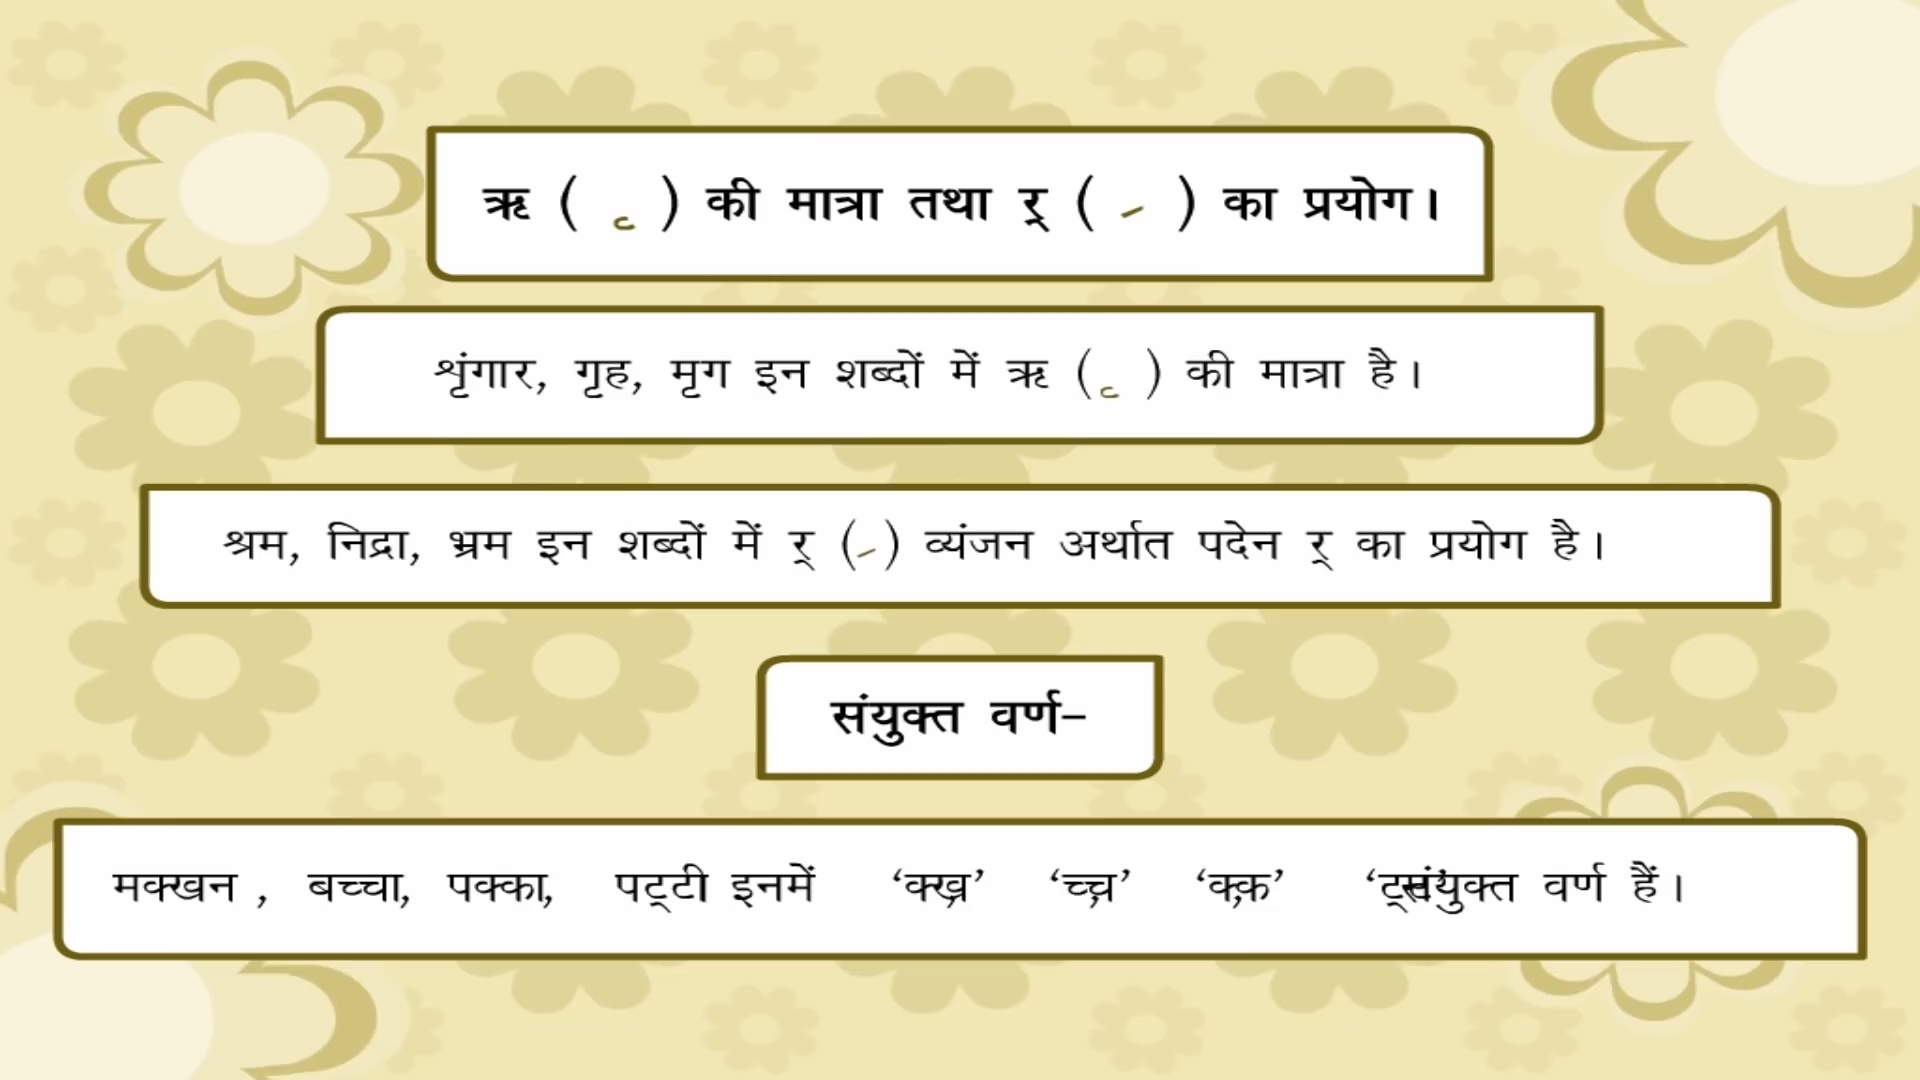 ऋ ( ृ ) की मात्रा तथा र् ( ्र ) का प्रयोग।
शृंगार, गृह, मृग इन शब्दों में ऋ ( ृ ) की मात्रा है।
श्रम, निद्रा, भ्रम इन शब्दों में र् ( ्र ) व्यंजन अर्थात पदेन र् का प्रयोग है।
संयुक्त वर्ण–
मक्खन , बच्चा, पक्का, पट्टी इनमें ‘क्ख’, ‘च्च’, ‘क्क’, संयुक्त वर्ण हैं।